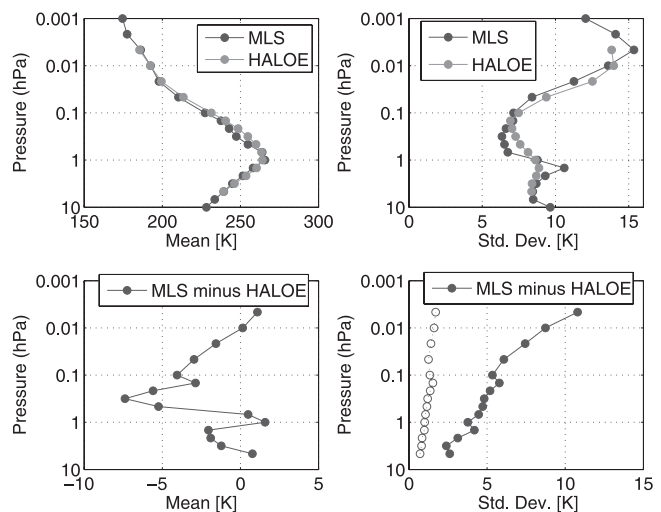 0.001
0.01
0.1
1
10
Pressure (hPa)
MLS
HALOE
150 200 250 300
Mean [K]
0.001
0.01
0.1
1
10
Pressure (hPa)
MLS
HALOE
0 5 10 15
Std. Dev. [K]
0.001
0.01
0.1
1
10
Pressure (hPa)
MLS minus HALOE
−10 −5 0 5
Mean [K]
0.001
0.01
0.1
1
10
Pressure (hPa)
MLS minus HALOE
0 5 10 15
Std. Dev. [K]